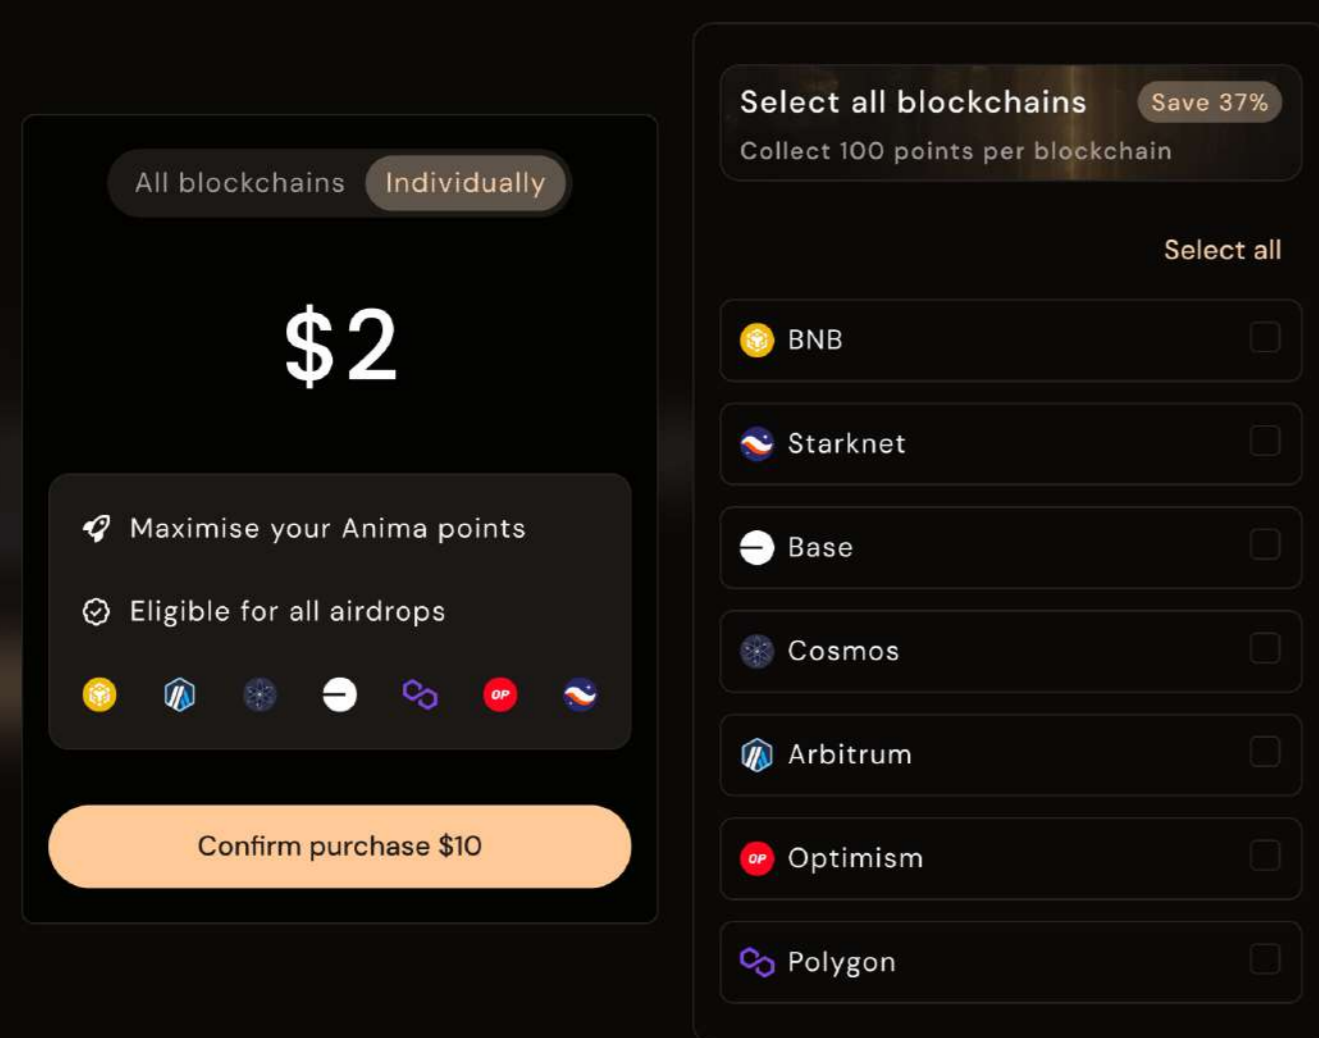 All blockchains Individually
$2
Maximise your Anima points
Eligible for all airdrops
OP
Confirm purchase $10
Select all blockchains Save 37%
Collect 100 points per blockchain
Select all
BNB
Starknet
Base
Cosmos
Arbitrum
OP Optimism
Polygon